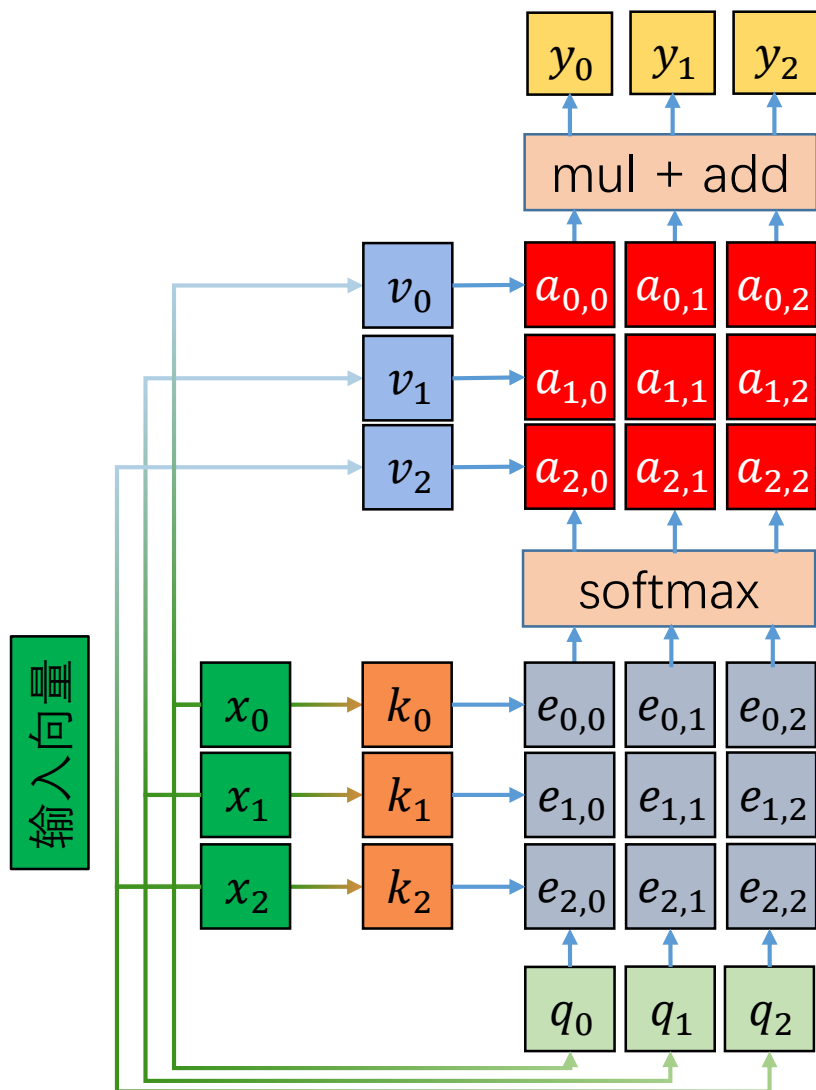 y₀ y₁ y₂
mul + add
v₀ a₀,₀ a₀,₁ a₀,₂
v₁ a₁,₀ a₁,₁ a₁,₂
v₂ a₂,₀ a₂,₁ a₂,₂
softmax
输入向量
x₀ k₀ e₀,₀ e₀,₁ e₀,₂
x₁ k₁ e₁,₀ e₁,₁ e₁,₂
x₂ k₂ e₂,₀ e₂,₁ e₂,₂
q₀ q₁ q₂